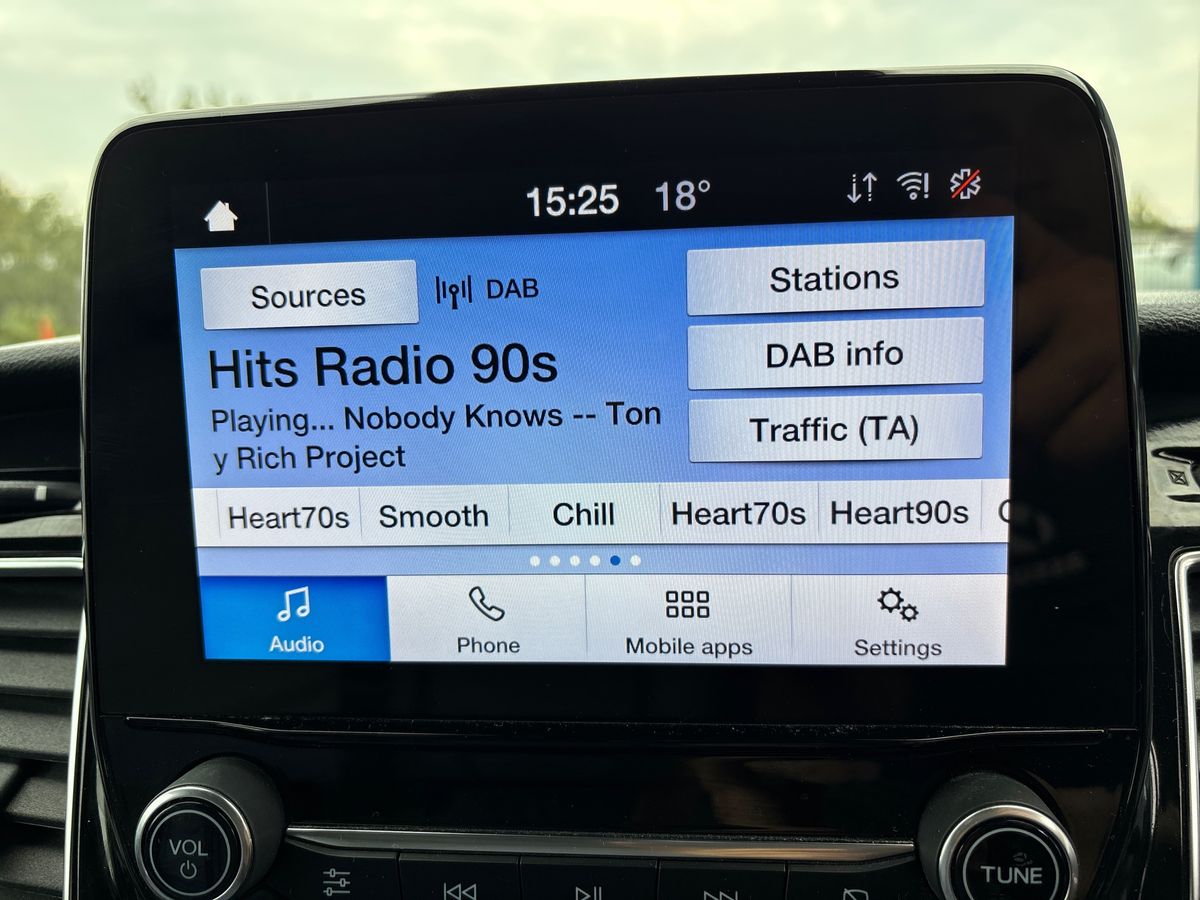 15:25 18°
Sources DAB Stations
Hits Radio 90s DAB info
Playing... Nobody Knows -- Ton
y Rich Project
Traffic (TA)
Heart70s Smooth Chill Heart70s Heart90s
Audio Phone Mobile apps Settings
VOL TUNE